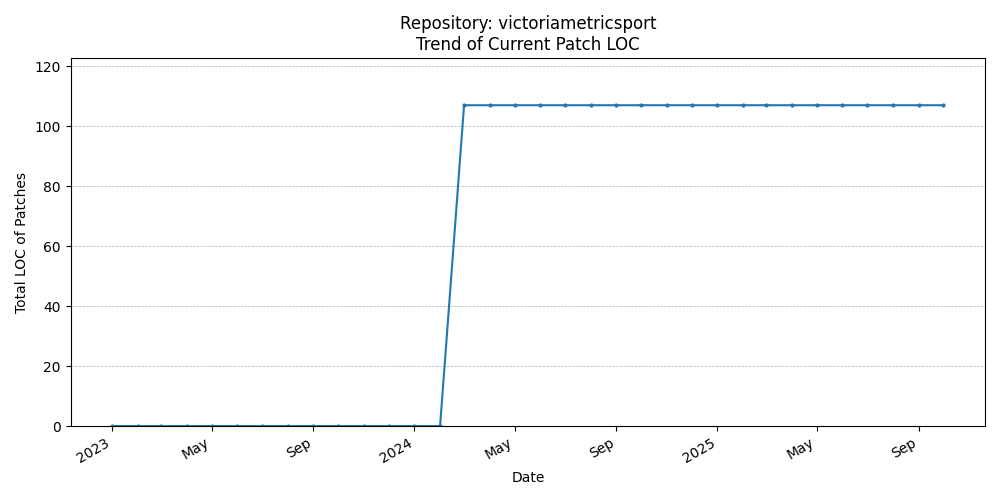 Repository: victoriametricsport
Trend of Current Patch LOC
120
100
80
60
40
20
0
Total LOC of Patches
2023
May
Sep
2024
May
Sep
2025
May
Sep
Date